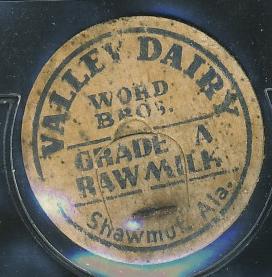 VALLEY DAIRY
WORD
BROS.
GRADE A
RAW MILK
Shawmut, Ala.